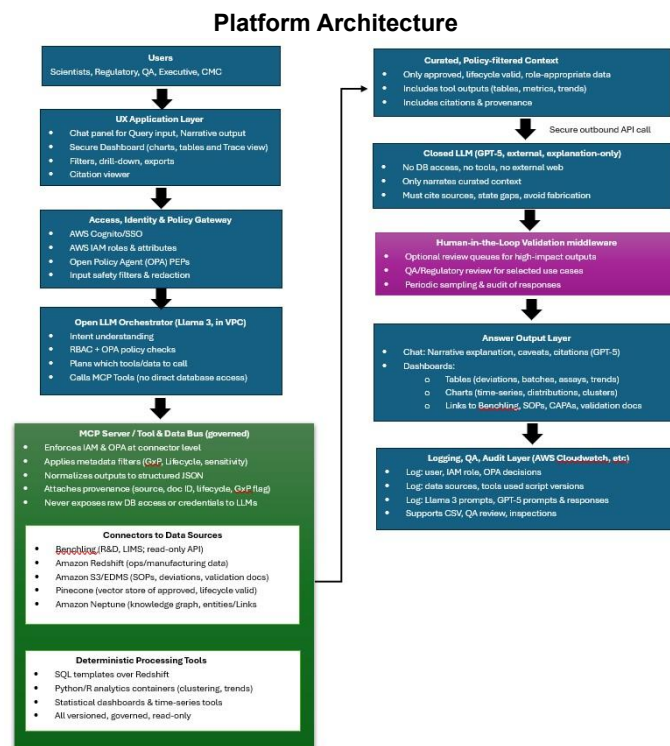 Platform Architecture
Users
Scientists, Regulatory, QA, Executive, CMC
UX Application Layer
• Chat panel for Query input, Narrative output
• Secure Dashboard (charts, tables and Trace view)
• Filters, drill-down, exports
• Citation viewer
Access, Identity & Policy Gateway
• AWS Cognito/SSO
• AWS IAM roles & attributes
• Open Policy Agent (OPA) PEPs
• Input safety filters & redaction
Open LLM Orchestrator (Llama 3, in VPC)
• Intent understanding
• RBAC + OPA policy checks
• Plans which tools/data to call
• Calls MCP Tools (no direct database access)
MCP Server / Tool & Data Bus (governed)
• Enforces IAM & OPA at connector level
• Applies metadata filters (GxP, Lifecycle, sensitivity)
• Normalizes outputs to structured JSON
• Attaches provenance (source, doc ID, lifecycle, GxP flag)
• Never exposes raw DB access or credentials to LLMs
Connectors to Data Sources
• Benchling (R&D, LIMS; read-only API)
• Amazon Redshift (ops/manufacturing data)
• Amazon S3/EDMS (SOPs, deviations, validation docs)
• Pinecone (vector store of approved, lifecycle valid)
• Amazon Neptune (knowledge graph, entities/Links
Deterministic Processing Tools
• SQL templates over Redshift
• Python/R analytics containers (clustering, trends)
• Statistical dashboards & time-series tools
• All versioned, governed, read-only
Curated, Policy-filtered Context
• Only approved, lifecycle valid, role-appropriate data
• Includes tool outputs (tables, metrics, trends)
• Includes citations & provenance
Secure outbound API call
Closed LLM (GPT-5, external, explanation-only)
• No DB access, no tools, no external web
• Only narrates curated context
• Must cite sources, state gaps, avoid fabrication
Human-in-the-Loop Validation middleware
• Optional review queues for high-impact outputs
• QA/Regulatory review for selected use cases
• Periodic sampling & audit of responses
Answer Output Layer
• Chat: Narrative explanation, caveats, citations (GPT-5)
• Dashboards:
o Tables (deviations, batches, assays, trends)
o Charts (time-series, distributions, clusters)
o Links to Benchling, SOPs, CAPAs, validation docs
Logging, QA, Audit Layer (AWS Cloudwatch, etc)
• Log: user, IAM role, OPA decisions
• Log: data sources, tools used script versions
• Log: Llama 3 prompts, GPT-5 prompts & responses
• Supports CSV, QA review, inspections